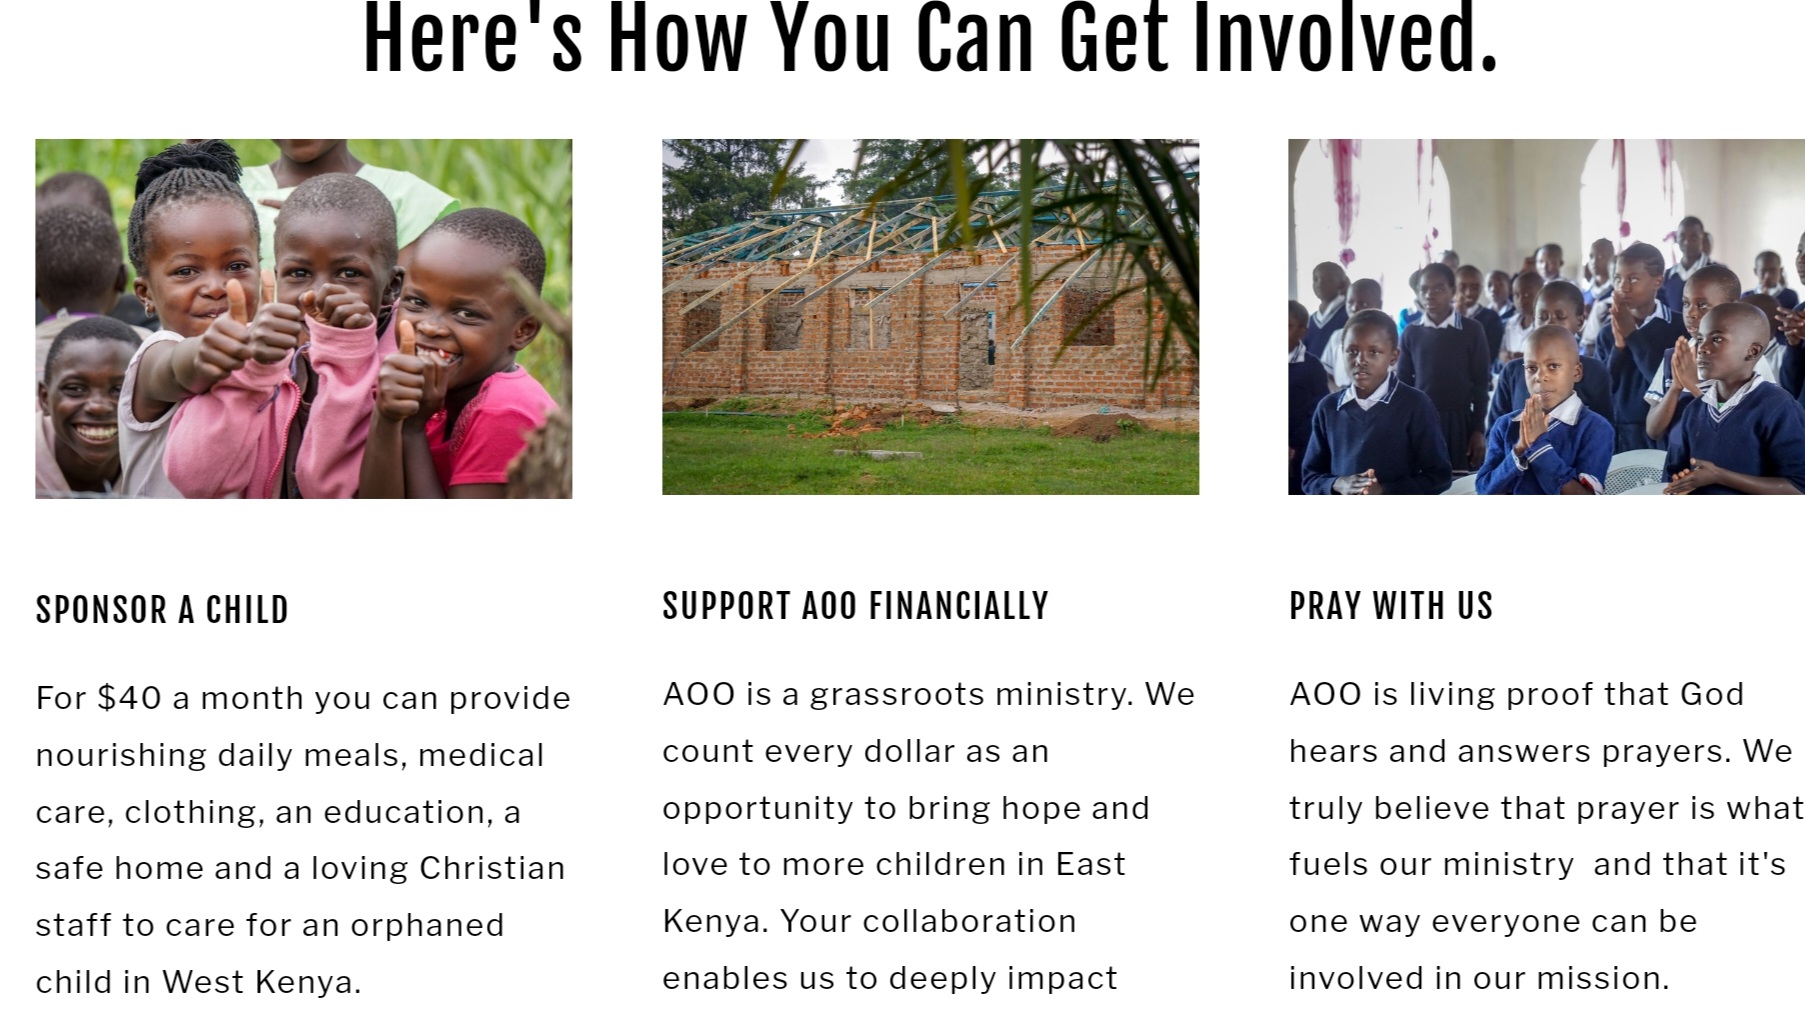 Here's How You Can Get Involved.
SPONSOR A CHILD
For $40 a month you can provide
nourishing daily meals, medical
care, clothing, an education, a
safe home and a loving Christian
staff to care for an orphaned
child in West Kenya.
SUPPORT AOO FINANCIALLY
AOO is a grassroots ministry. We
count every dollar as an
opportunity to bring hope and
love to more children in East
Kenya. Your collaboration
enables us to deeply impact
PRAY WITH US
AOO is living proof that God
hears and answers prayers. We
truly believe that prayer is what
fuels our ministry  and that it's
one way everyone can be
involved in our mission.